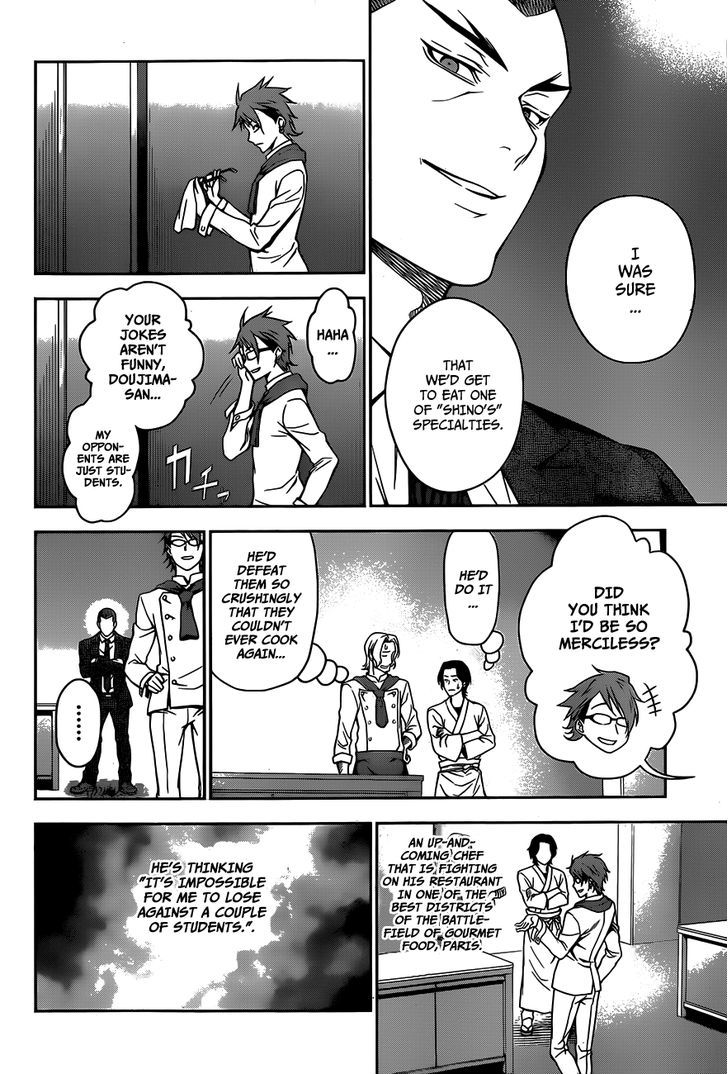 I
WAS
SURE
...
THAT
WE'D GET
TO EAT ONE
OF "SHINO'S"
SPECIALTIES.
HAHA
...
YOUR
JOKES
AREN'T
FUNNY,
DOUJIMA-
SAN...
MY
OPPON-
ENTS ARE
JUST STU-
DENTS.
カチッ
DID
YOU THINK
I'D BE SO
MERCILESS?
HE'D
DO IT
...
HE'D
DEFEAT
THEM SO
CRUSHINGLY
THAT THEY
COULDN'T
EVER COOK
AGAIN...
......
AN UP-AND-
COMING CHEF
THAT IS FIGHTING
ON HIS RESTAURANT
IN ONE OF THE
BEST DISTRICTS
OF THE BATTLE-
FIELD OF GOURMET
FOOD, PARIS.
HE'S THINKING
"IT'S IMPOSSIBLE
FOR ME TO LOSE
AGAINST A COUPLE
OF STUDENTS.".